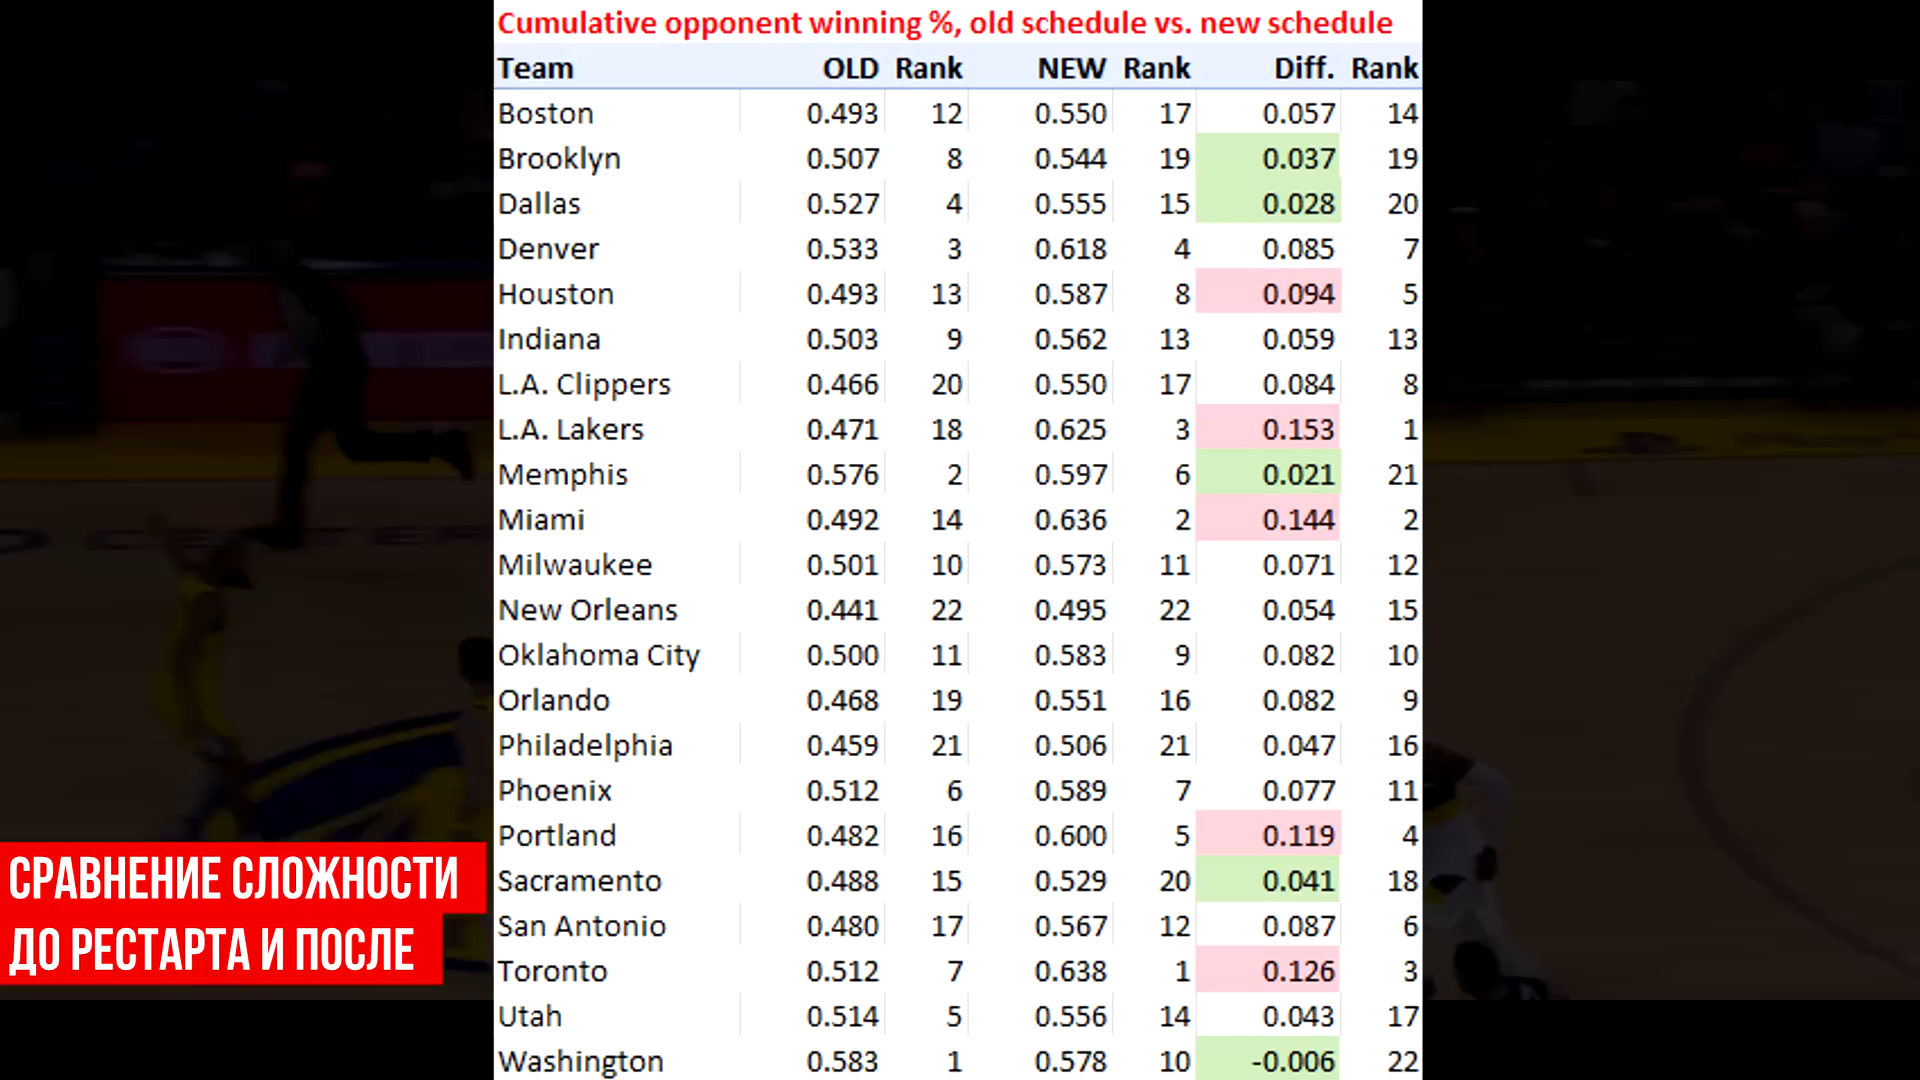 Cumulative opponent winning %, old schedule vs. new schedule
Team OLD Rank NEW Rank Diff. Rank
Boston 0.493 12 0.550 17 0.057 14
Brooklyn 0.507 8 0.544 19 0.037 19
Dallas 0.527 4 0.555 15 0.028 20
Denver 0.533 3 0.618 4 0.085 7
Houston 0.493 13 0.587 8 0.094 5
Indiana 0.503 9 0.562 13 0.059 13
L.A. Clippers 0.466 20 0.550 17 0.084 8
L.A. Lakers 0.471 18 0.625 3 0.153 1
Memphis 0.576 2 0.597 6 0.021 21
Miami 0.492 14 0.636 2 0.144 2
Milwaukee 0.501 10 0.573 11 0.071 12
New Orleans 0.441 22 0.495 22 0.054 15
Oklahoma City 0.500 11 0.583 9 0.082 10
Orlando 0.468 19 0.551 16 0.082 9
Philadelphia 0.459 21 0.506 21 0.047 16
Phoenix 0.512 6 0.589 7 0.077 11
Portland 0.482 16 0.600 5 0.119 4
Sacramento 0.488 15 0.529 20 0.041 18
San Antonio 0.480 17 0.567 12 0.087 6
Toronto 0.512 7 0.638 1 0.126 3
Utah 0.514 5 0.556 14 0.043 17
Washington 0.583 1 0.578 10 -0.006 22
СРАВНЕНИЕ СЛОЖНОСТИ
ДО РЕСТАРТА И ПОСЛЕ